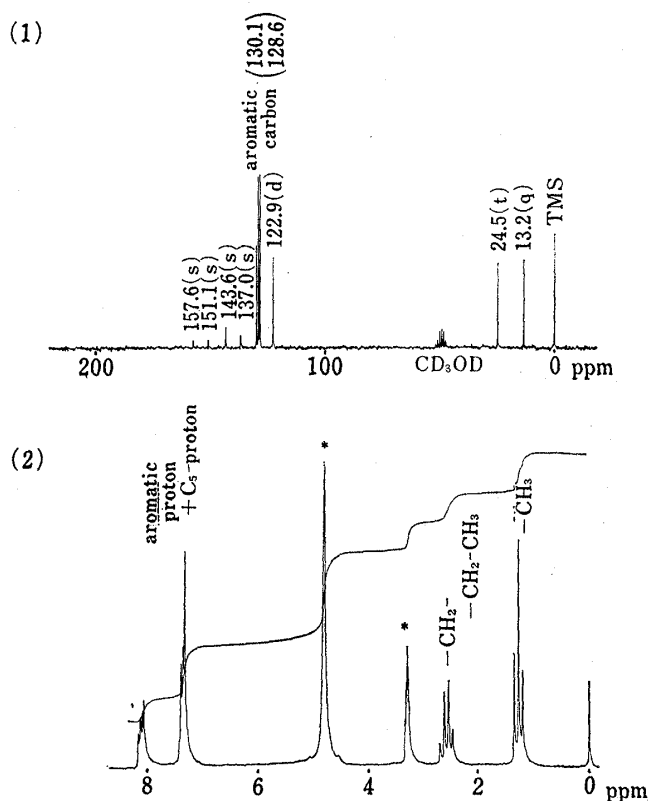 (1)
157.6(s)
151.1(s)
143.6(s)
137.0(s)
aromatic
carbon
(130.1
128.6)
122.9(d)
24.5(t)
13.2(q)
TMS
CD₃OD
200
100
0 ppm
(2)
aromatic
proton
+C₅-proton
*
*
-CH₂-
-CH₂-CH₃
-CH₃
8
6
4
2
0
ppm